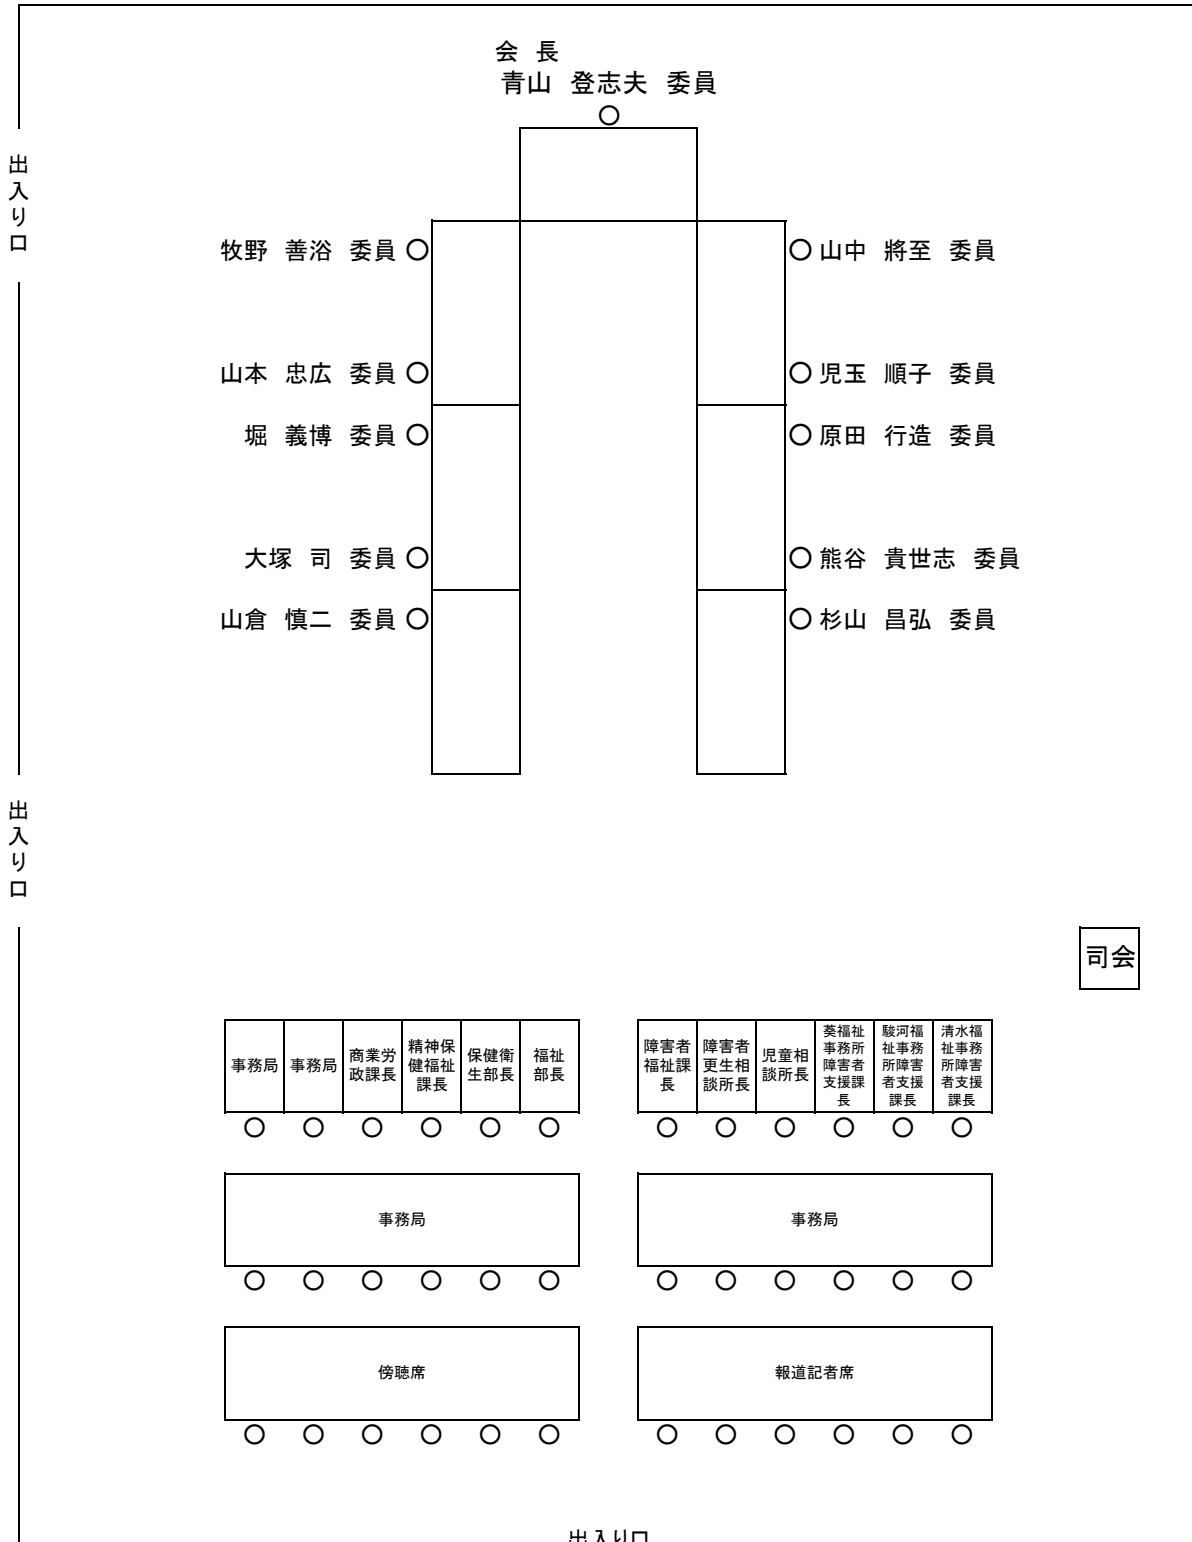 会 長
青山 登志夫 委員
出入り口
牧野 善浴 委員
山中 將至 委員
山本 忠広 委員
児玉 順子 委員
堀 義博 委員
原田 行造 委員
大塚 司 委員
熊谷 貴世志 委員
山倉 慎二 委員
杉山 昌弘 委員
出入り口
司会
事務局
事務局
商業労
政課長
精神保
健福祉
課長
保健衛
生部長
福祉
部長
障害者
福祉課
長
障害者
更生相
談所長
児童相
談所長
葵福祉
事務所
障害者
支援課
長
駿河福
祉事務
所障害
者支援
課長
清水福
祉事務
所障害
者支援
課長
事務局
事務局
傍聴席
報道記者席
出入り口